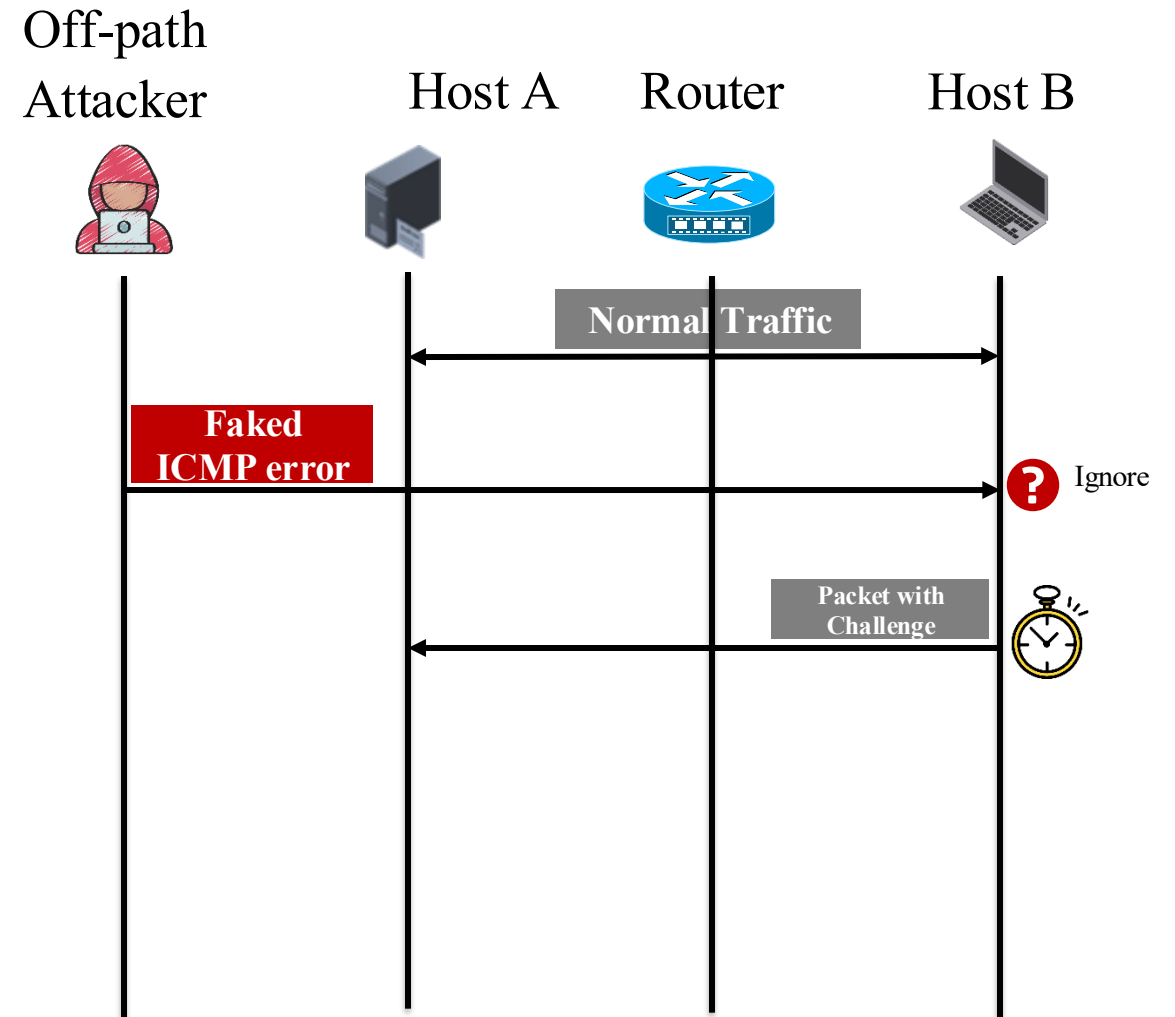 Off-path
Attacker
Host A
Router
Host B
Normal Traffic
Faked
ICMP error
?
Ignore
Packet with
Challenge